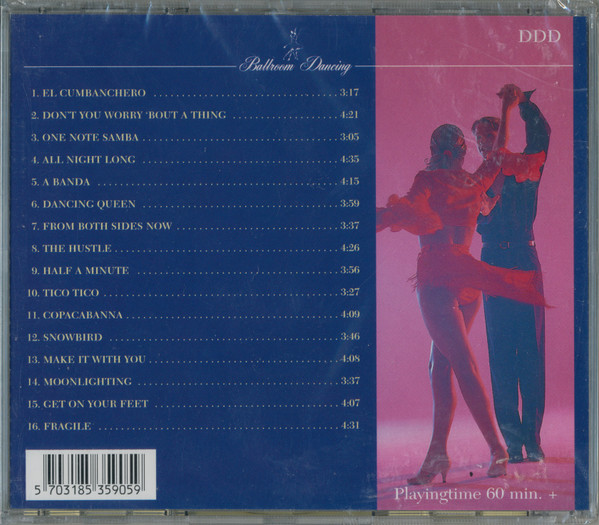 DDD
Ballroom Dancing
1. EL CUMBANCHERO ........ 3:17
2. DON'T YOU WORRY 'BOUT A THING ........ 4:21
3. ONE NOTE SAMBA ........ 3:05
4. ALL NIGHT LONG ........ 4:35
5. A BANDA ........ 4:15
6. DANCING QUEEN ........ 3:59
7. FROM BOTH SIDES NOW ........ 3:37
8. THE HUSTLE ........ 4:26
9. HALF A MINUTE ........ 3:56
10. TICO TICO ........ 3:27
11. COPACABANNA ........ 4:09
12. SNOWBIRD ........ 3:46
13. MAKE IT WITH YOU ........ 4:08
14. MOONLIGHTING ........ 3:37
15. GET ON YOUR FEET ........ 4:07
16. FRAGILE ........ 4:31
5 703185 359059
Playingtime 60 min. +